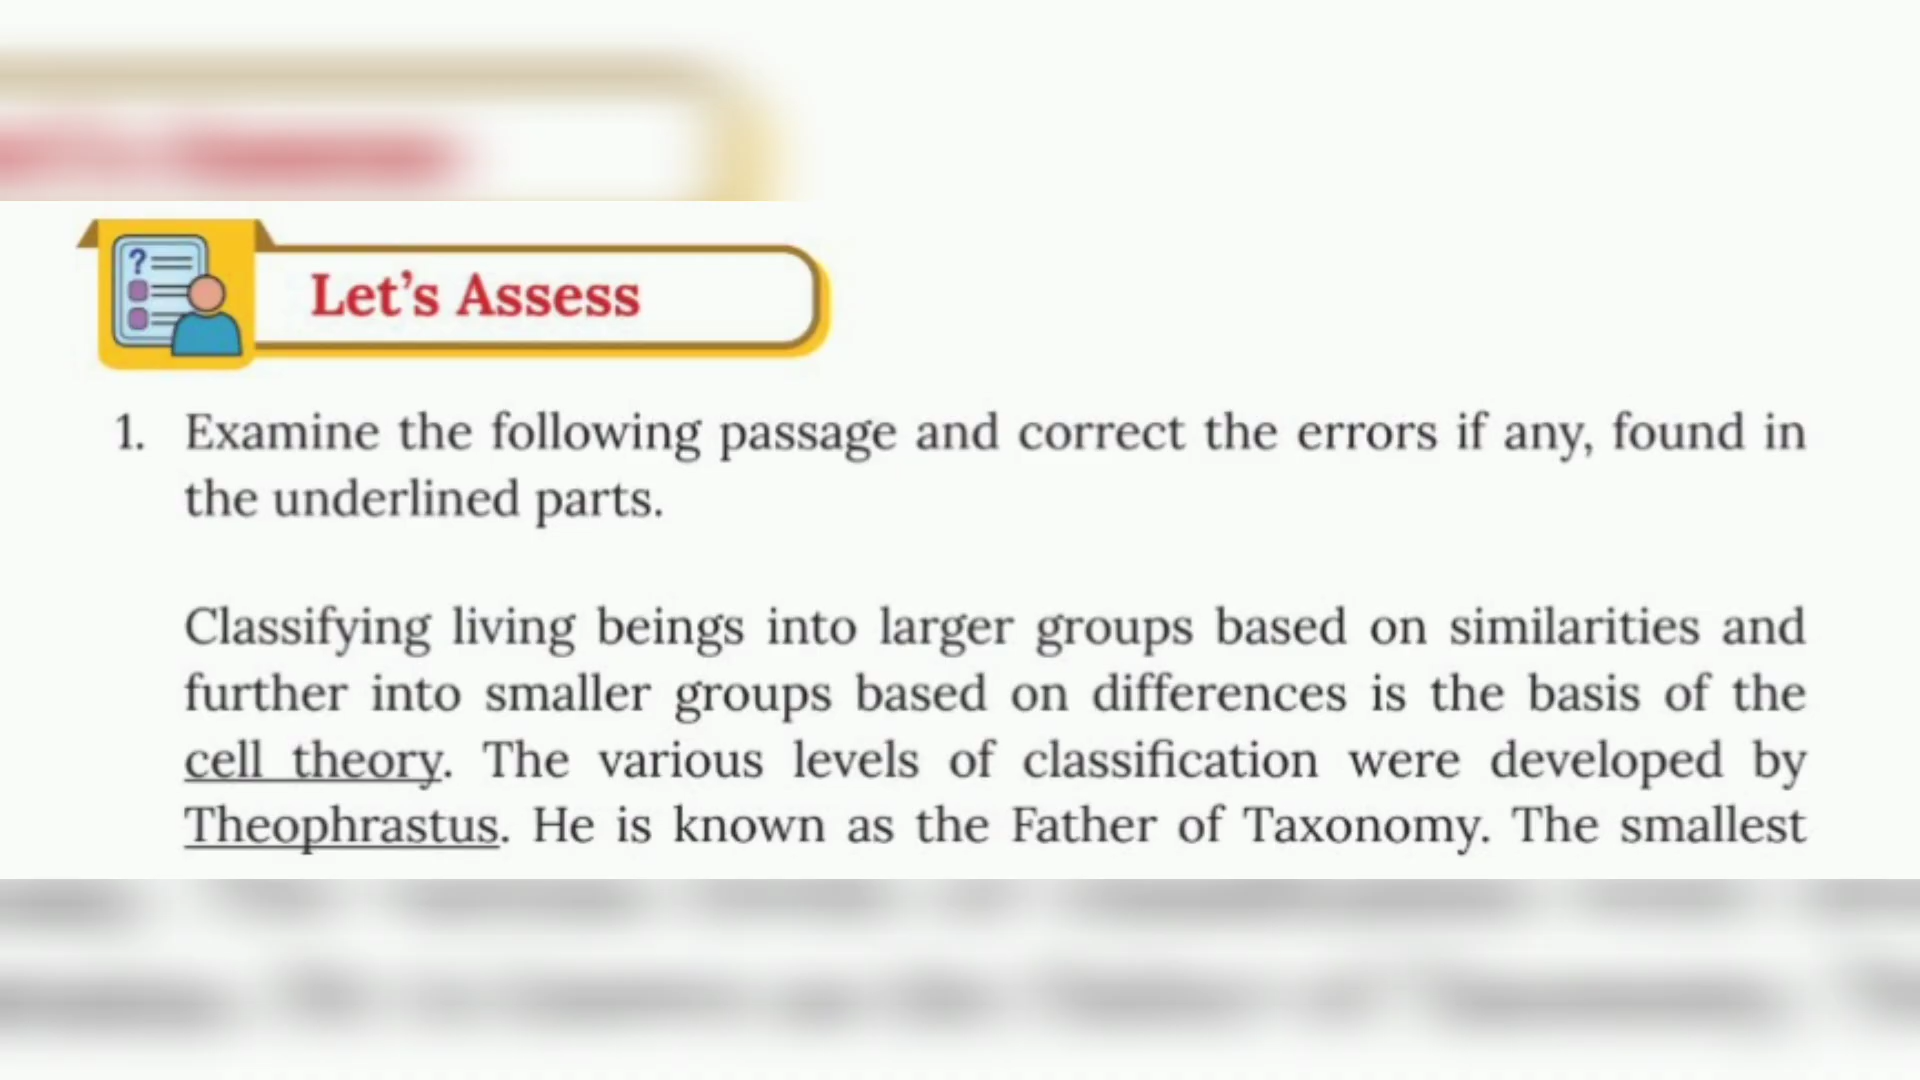 Let's Assess
1. Examine the following passage and correct the errors if any, found in
the underlined parts.
Classifying living beings into larger groups based on similarities and
further into smaller groups based on differences is the basis of the
cell theory. The various levels of classification were developed by
Theophrastus. He is known as the Father of Taxonomy. The smallest